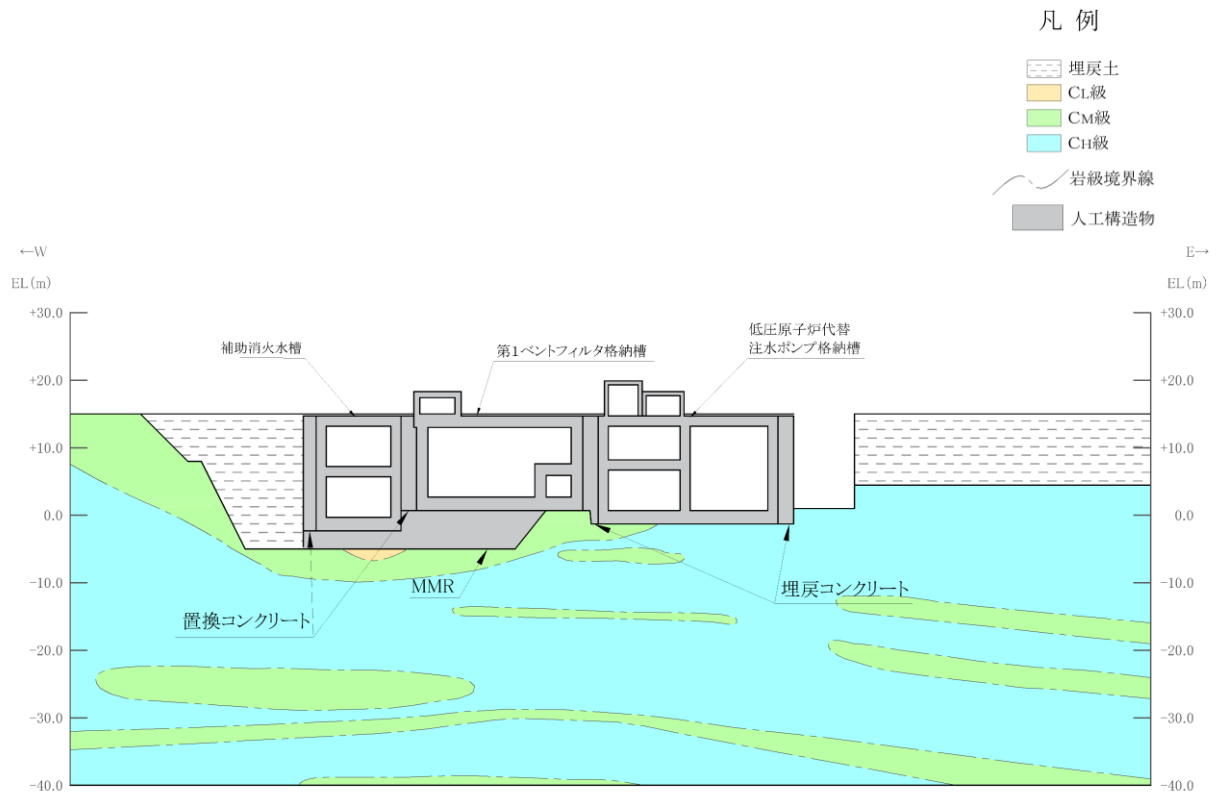 凡 例
埋戻土
CL級
CM級
CH級
岩級境界線
人工構造物
←W
E→
EL(m)
EL(m)
+30.0
+30.0
低圧原子炉代替
注水ポンプ格納槽
補助消火水槽
第1ベントフィルタ格納槽
+20.0
+20.0
+10.0
+10.0
0.0
0.0
-10.0
-10.0
MMR
埋戻コンクリート
置換コンクリート
-20.0
-20.0
-30.0
-30.0
-40.0
-40.0